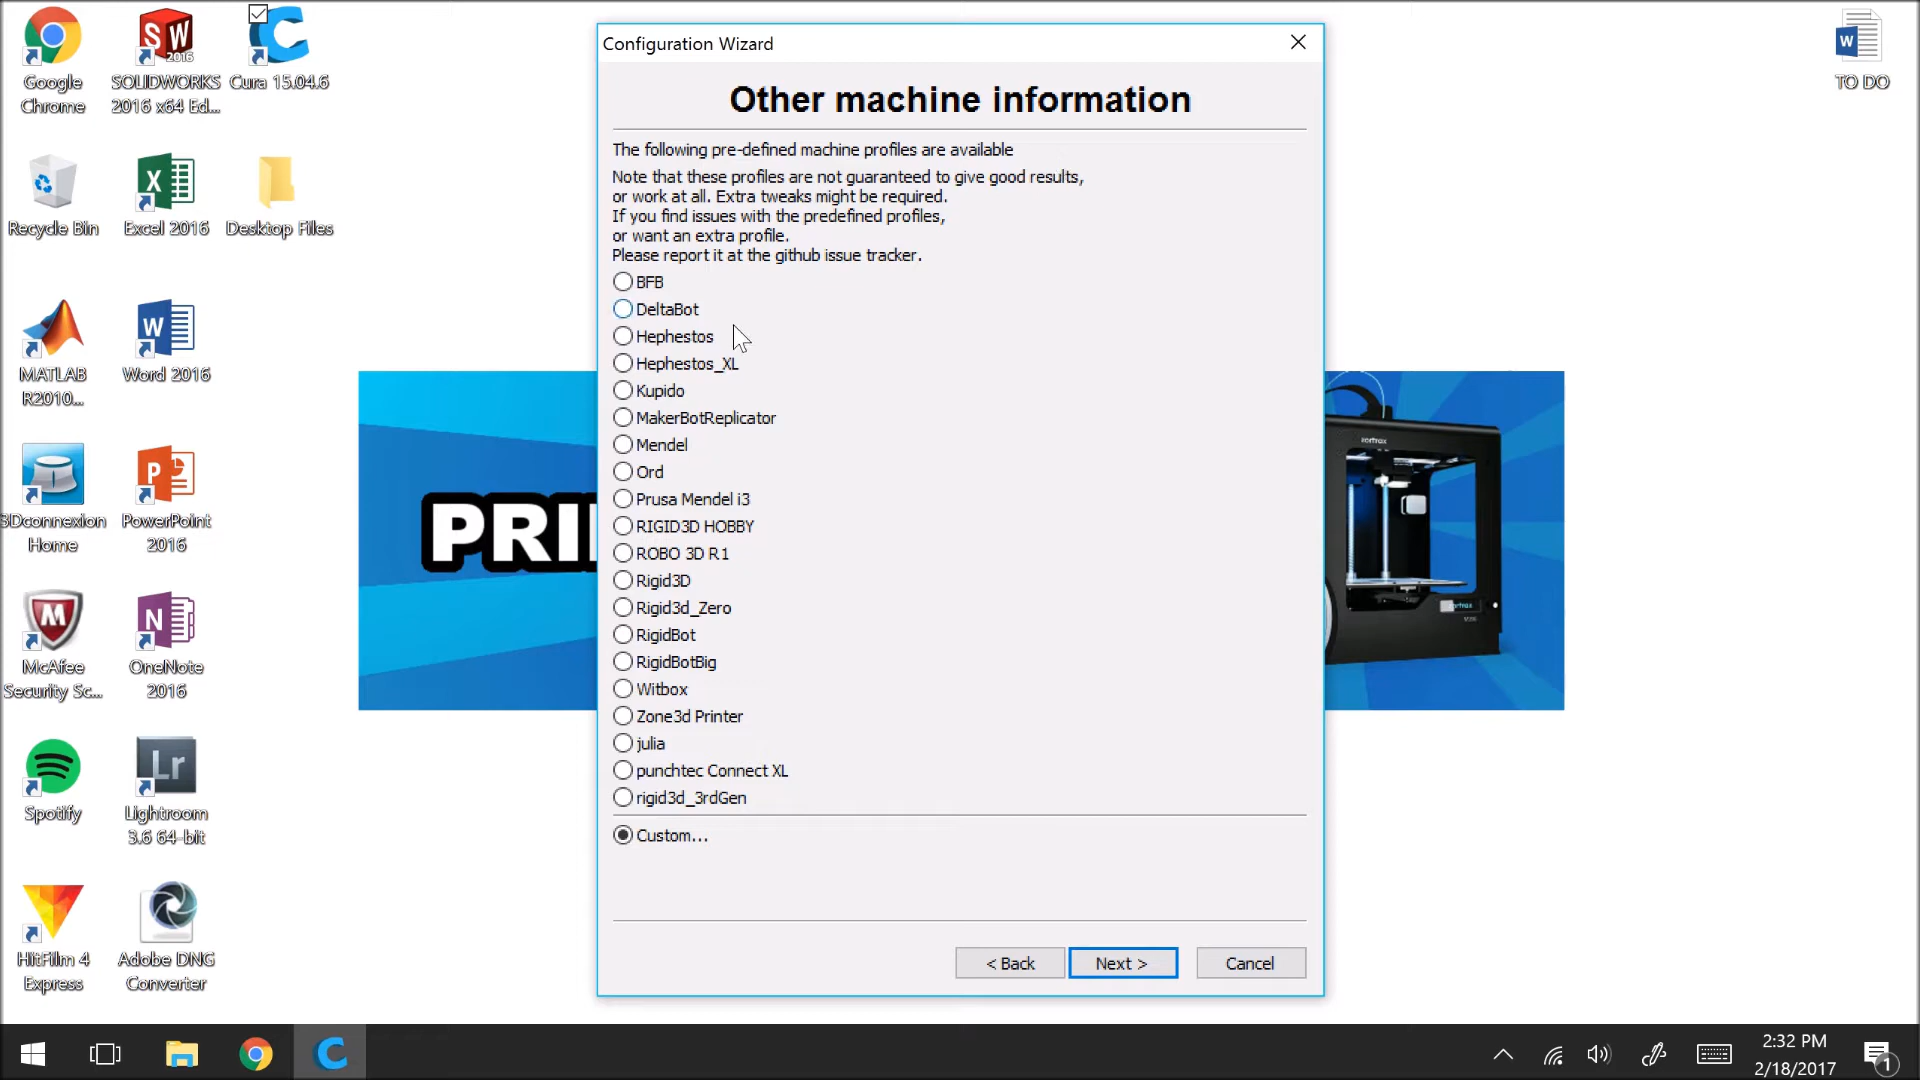 Google
Chrome
SOLIDWORKS
2016 x64 Ed...
Cura 15.04.6
Recycle Bin
Excel 2016
Desktop Files
MATLAB
R2010...
Word 2016
3Dconnexion
Home
PowerPoint
2016
McAfee
Security Sc...
OneNote
2016
Spotify
Lightroom
3.6 64-bit
HitFilm 4
Express
Adobe DNG
Converter
TO DO
PRI
zortrax
zortrax
M200
Configuration Wizard
Other machine information
The following pre-defined machine profiles are available
Note that these profiles are not guaranteed to give good results,
or work at all. Extra tweaks might be required.
If you find issues with the predefined profiles,
or want an extra profile.
Please report it at the github issue tracker.
BFB
DeltaBot
Hephestos
Hephestos_XL
Kupido
MakerBotReplicator
Mendel
Ord
Prusa Mendel i3
RIGID3D HOBBY
ROBO 3D R1
Rigid3D
Rigid3d_Zero
RigidBot
RigidBotBig
Witbox
Zone3d Printer
julia
punchtec Connect XL
rigid3d_3rdGen
Custom...
< Back
Next >
Cancel
2:32 PM
2/18/2017
1